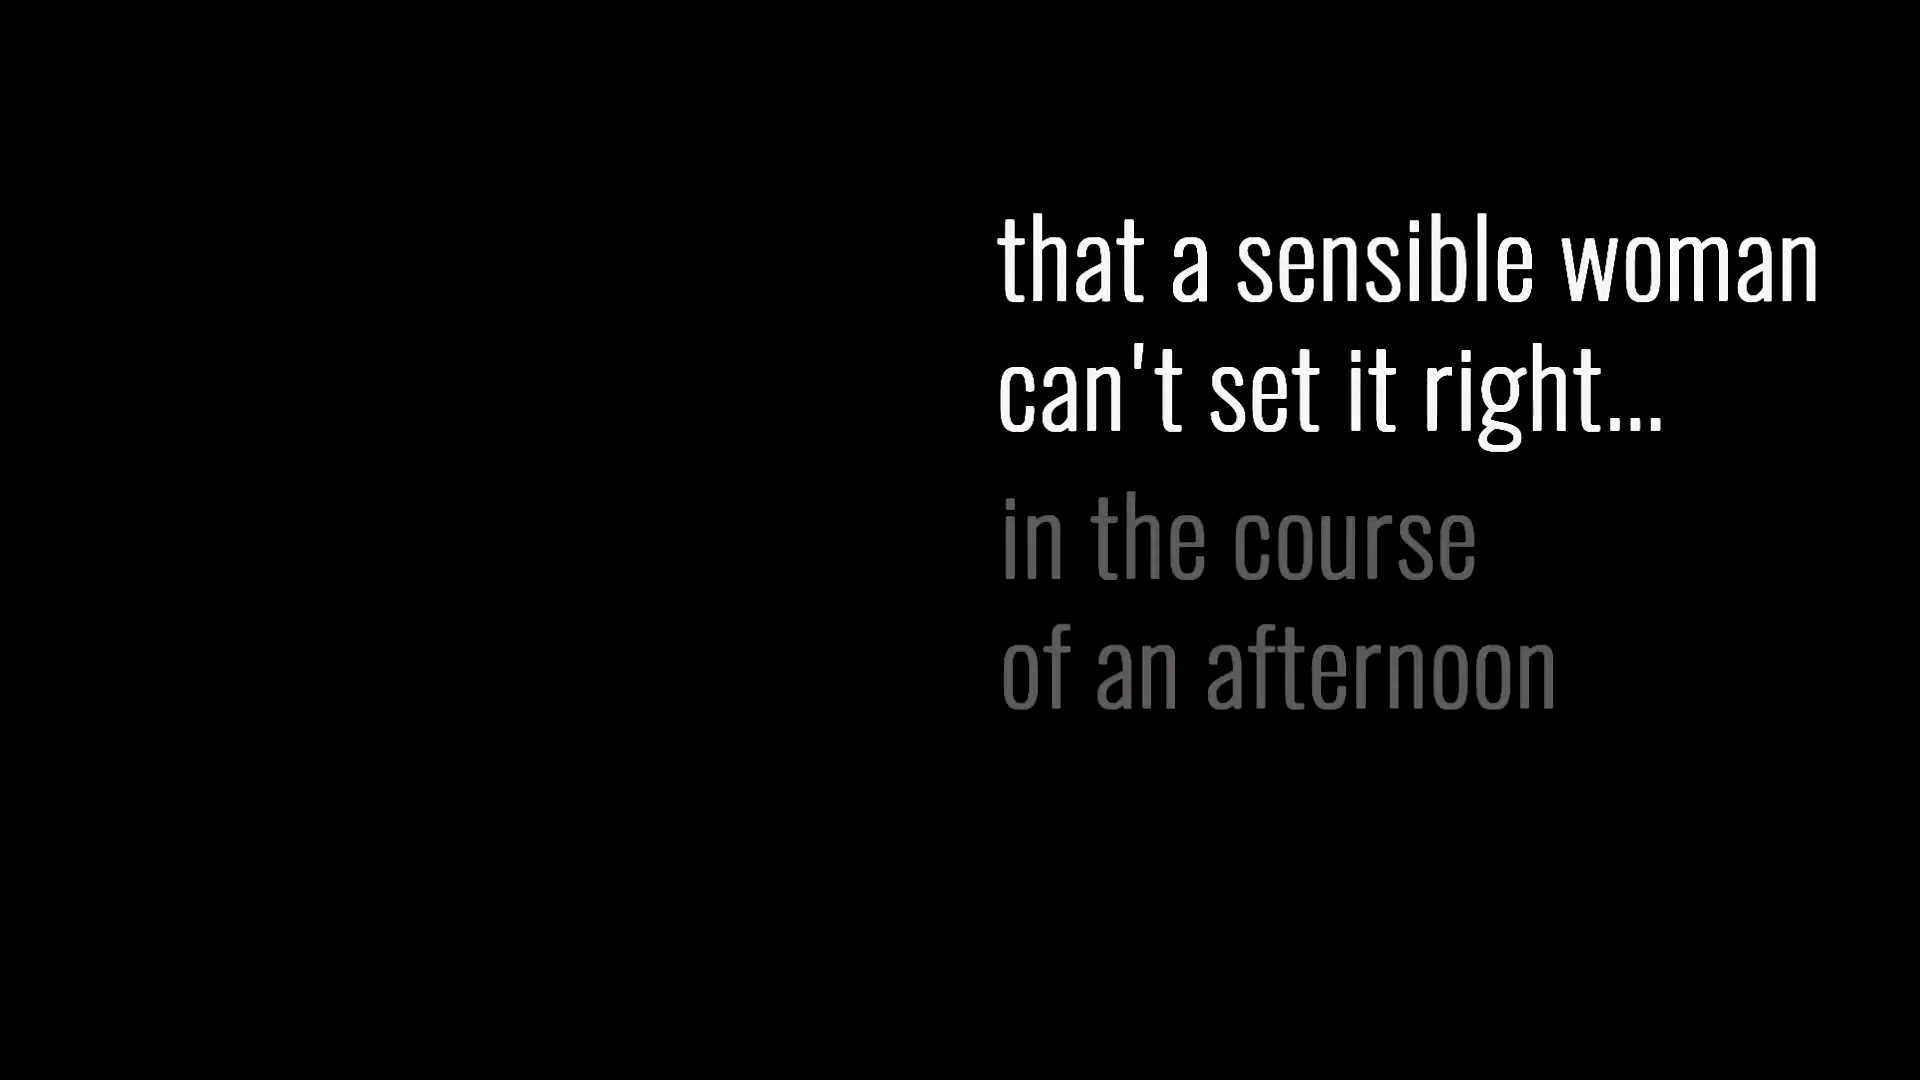 that a sensible woman
can't set it right...
in the course
of an afternoon